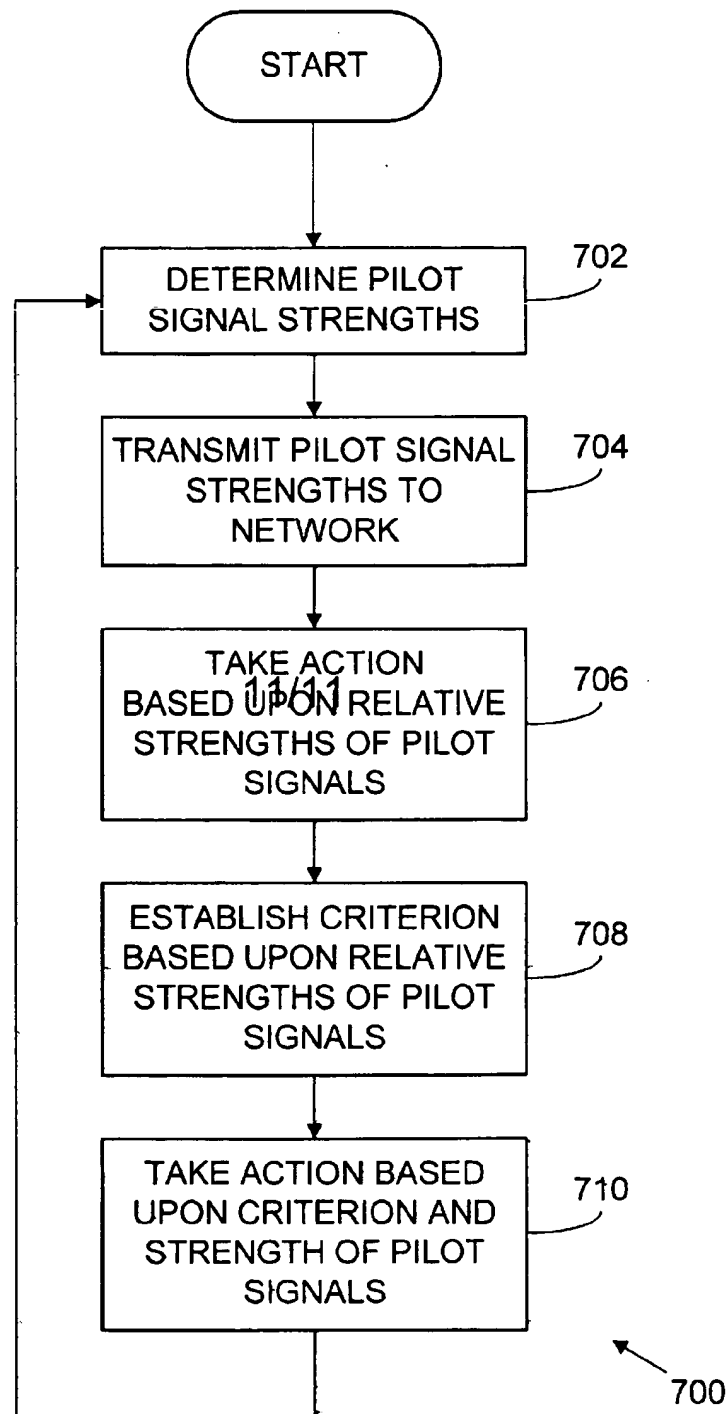 START
DETERMINE PILOT
SIGNAL STRENGTHS
702
TRANSMIT PILOT SIGNAL
STRENGTHS TO
NETWORK
704
TAKE ACTION
11/11
BASED UPON RELATIVE
STRENGTHS OF PILOT
SIGNALS
706
ESTABLISH CRITERION
BASED UPON RELATIVE
STRENGTHS OF PILOT
SIGNALS
708
TAKE ACTION BASED
UPON CRITERION AND
STRENGTH OF PILOT
SIGNALS
710
700